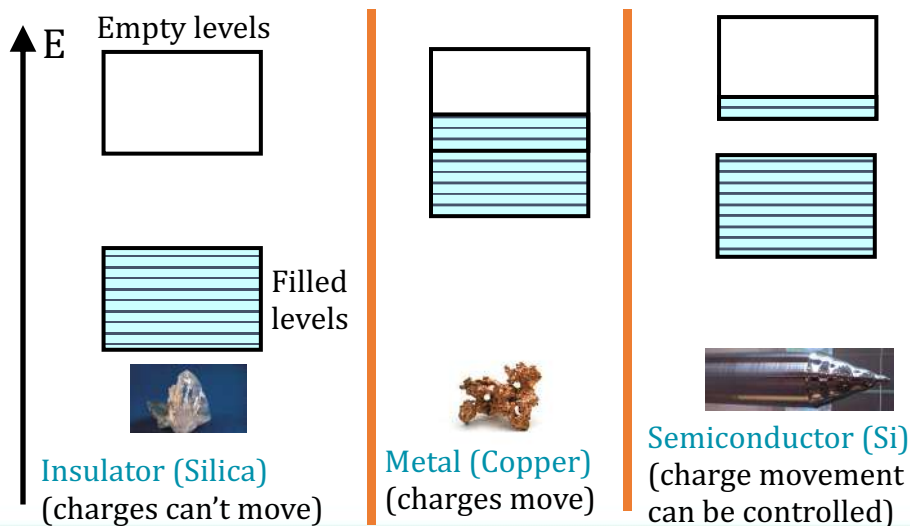 E
Empty levels
Filled
levels
Insulator (Silica)
(charges can’t move)
Metal (Copper)
(charges move)
Semiconductor (Si)
(charge movement
can be controlled)